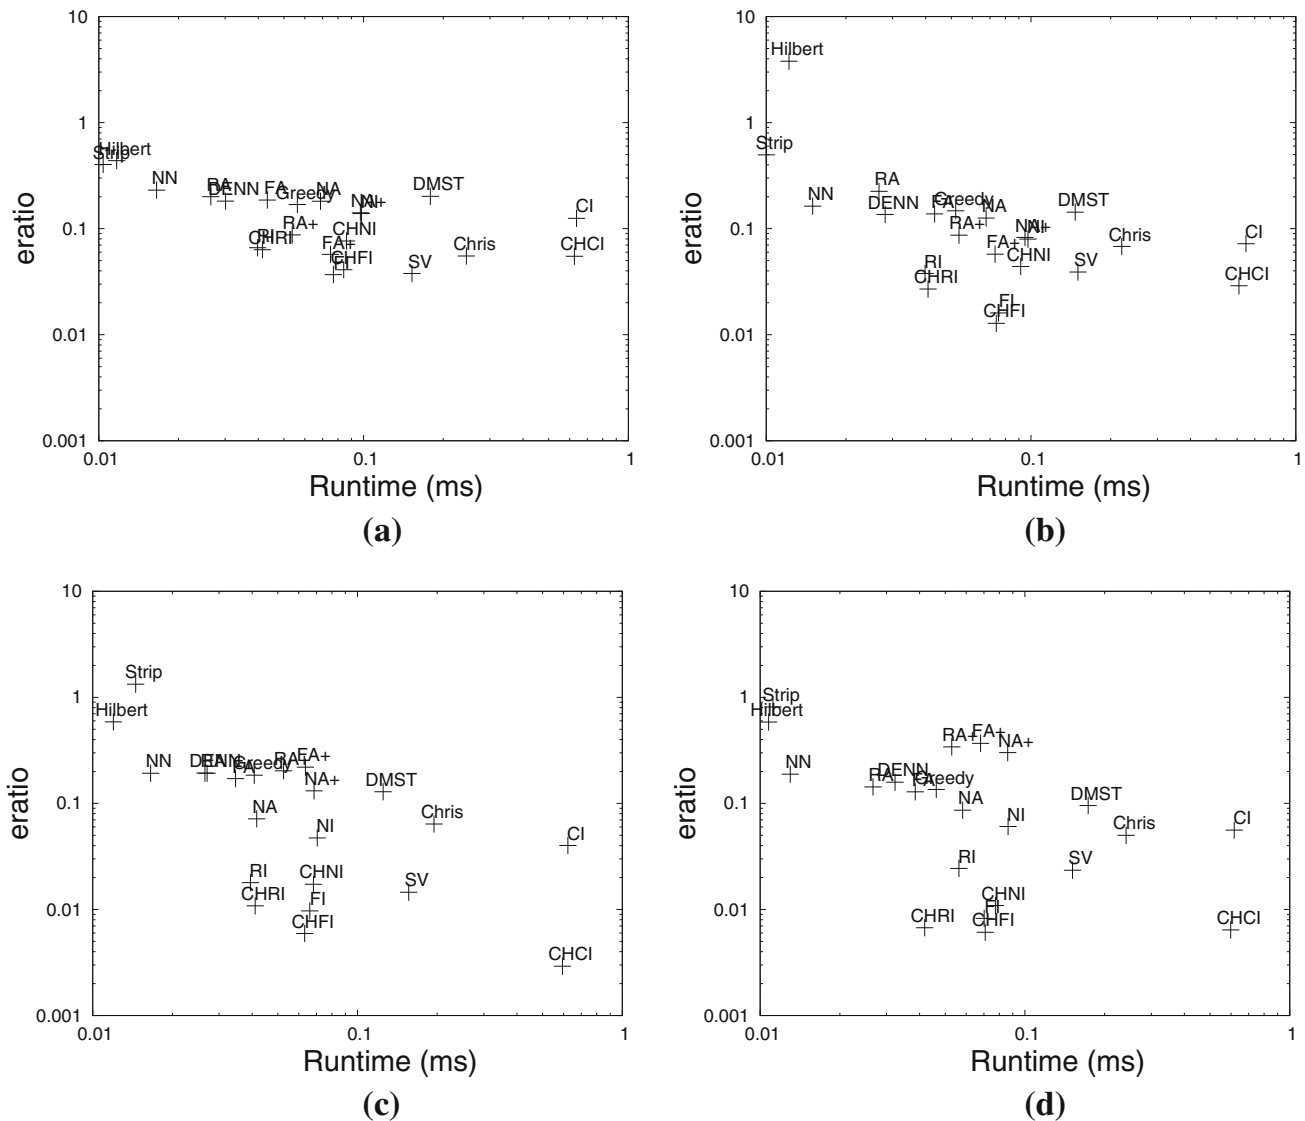 10
1
0.1
0.01
0.001
eratio
Hilbert
Strip
NN
RA
DENN
FA
Greedy
NA
NA+
NI
DMST
CI
RA+
CHNI
RI
CHRI
FA+
CHFI
FI
Chris
SV
CHCI
0.01
0.1
1
Runtime (ms)
(a)
10
1
0.1
0.01
0.001
eratio
Hilbert
Strip
NN
RA
DENN
FA
Greedy
NA
DMST
RA+
NA+
NI
CI
FA+
Chris
CHNI
SV
RI
CHRI
CHCI
FI
CHFI
0.01
0.1
1
Runtime (ms)
(b)
10
1
0.1
0.01
0.001
eratio
Strip
Hilbert
NN
DENN
RA
FA
Greedy
RA+
FA+
NA+
DMST
NA
Chris
NI
CI
RI
CHNI
SV
CHRI
FI
CHFI
CHCI
0.01
0.1
1
Runtime (ms)
(c)
10
1
0.1
0.01
0.001
eratio
Strip
Hilbert
RA+
FA+
NA+
NN
RA
DENN
FA
Greedy
NA
DMST
NI
Chris
CI
RI
SV
CHNI
FI
CHRI
CHFI
CHCI
0.01
0.1
1
Runtime (ms)
(d)